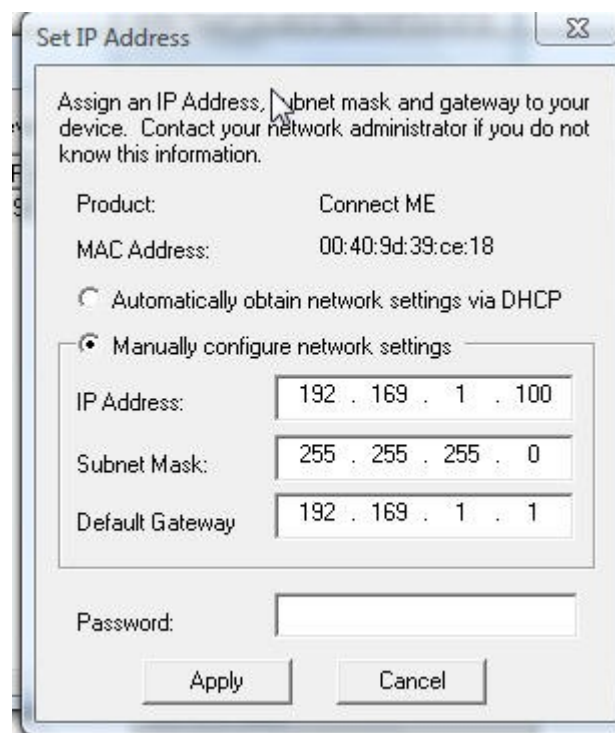 Set IP Address
Assign an IP Address, Subnet mask and gateway to your
device. Contact your network administrator if you do not
know this information.
Product: Connect ME
MAC Address: 00:40:9d:39:ce:18
Automatically obtain network settings via DHCP
Manually configure network settings
IP Address: 192 . 169 . 1 . 100
Subnet Mask: 255 . 255 . 255 . 0
Default Gateway 192 . 169 . 1 . 1
Password:
Apply Cancel